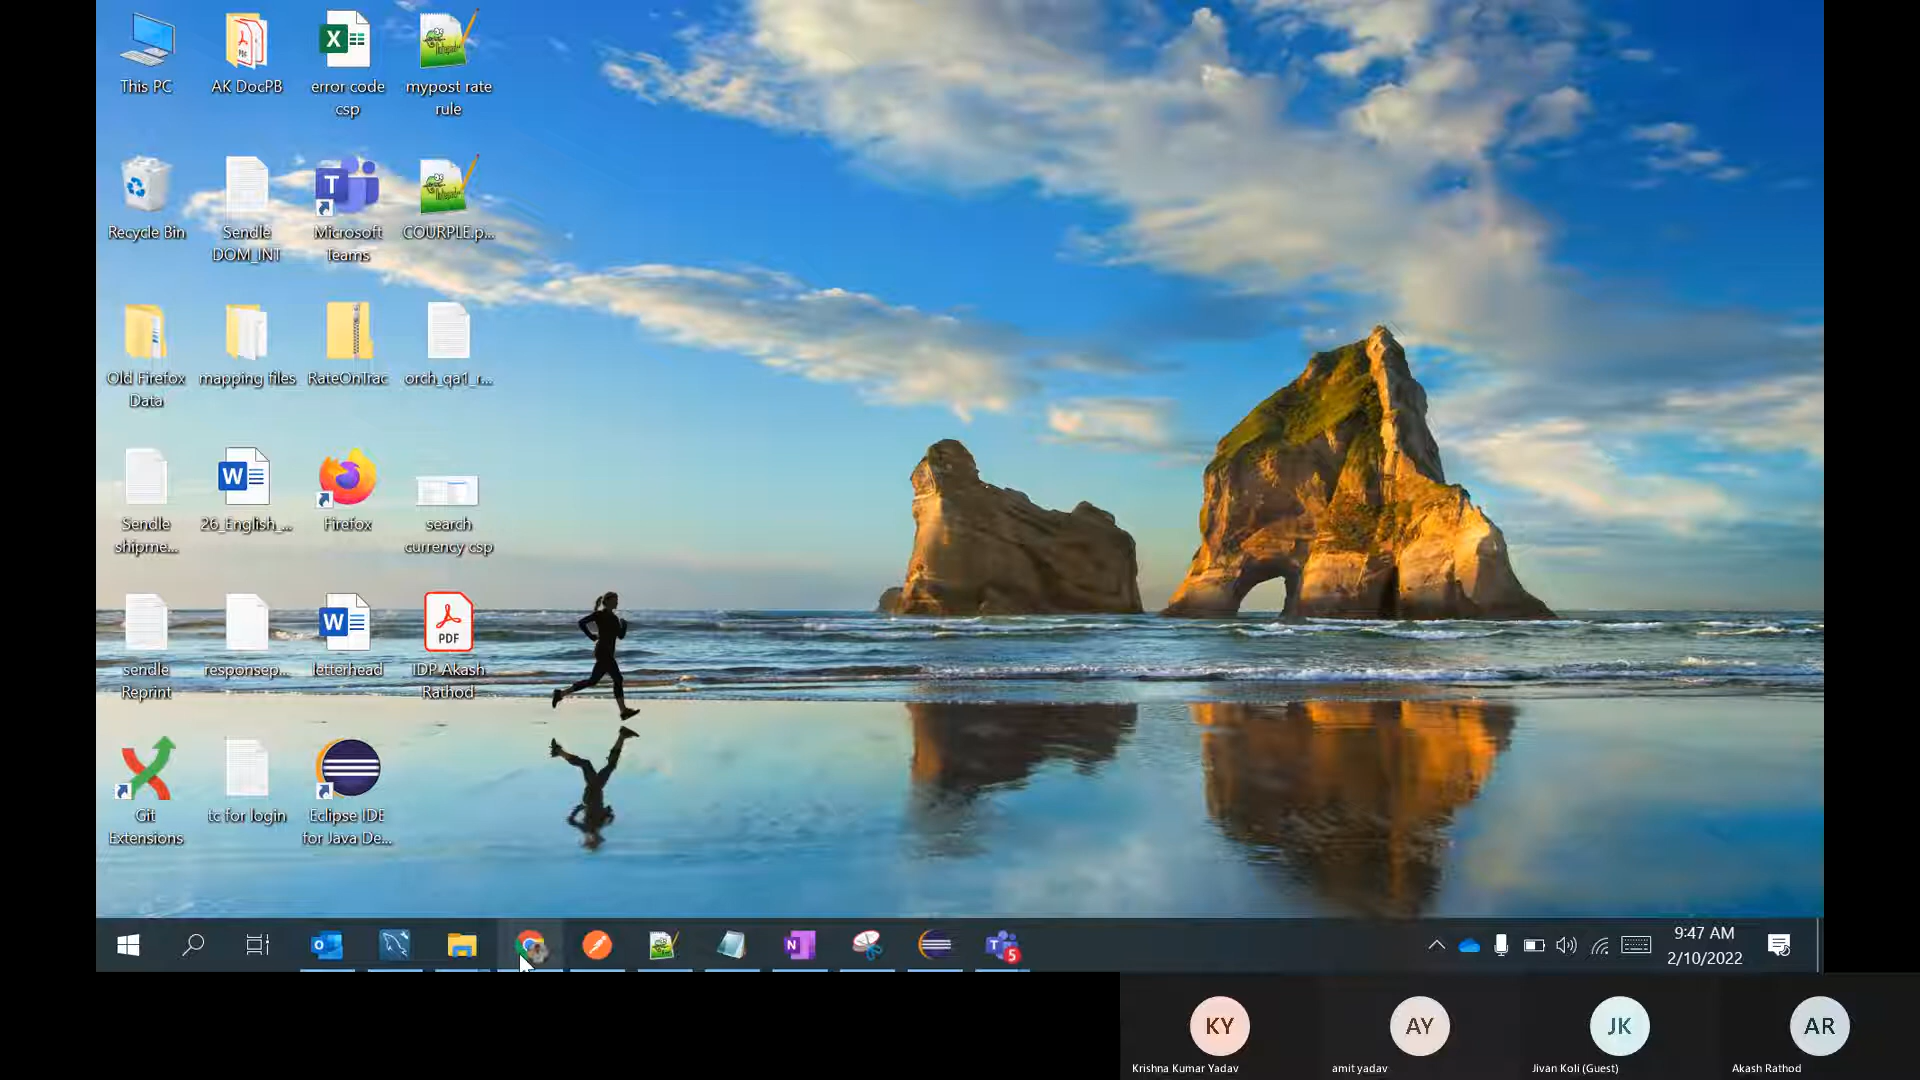 This PC
AK DocPB
error code
csp
mypost rate
rule
Recycle Bin
Sendle
DOM_INT
Microsoft
Teams
COURPLE.p...
Old Firefox
Data
mapping files
RateOnTrac
orch_qa1_r...
Sendle
shipme...
26_English_...
Firefox
search
currency csp
sendle
Reprint
responsep...
letterhead
PDF
IDP-Akash
Rathod
Git
Extensions
tc for login
Eclipse IDE
for Java De...
5
9:47 AM
2/10/2022
KY
AY
JK
AR
Krishna Kumar Yadav
amit yadav
Jivan Koli (Guest)
Akash Rathod